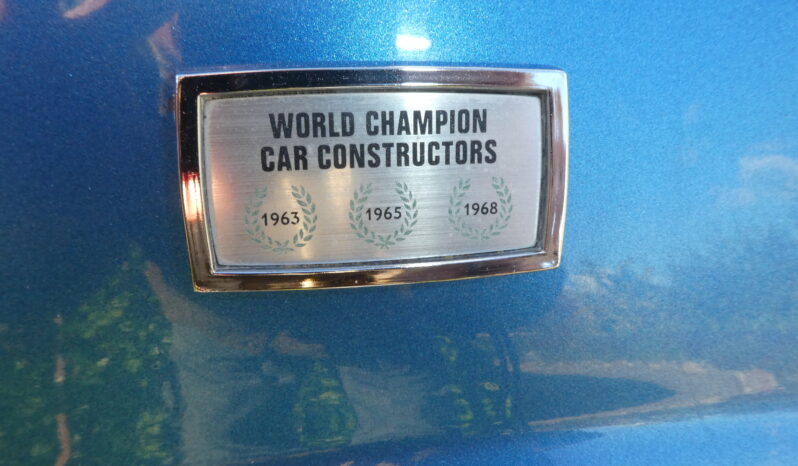 WORLD CHAMPION
CAR CONSTRUCTORS
1963 1965 1968